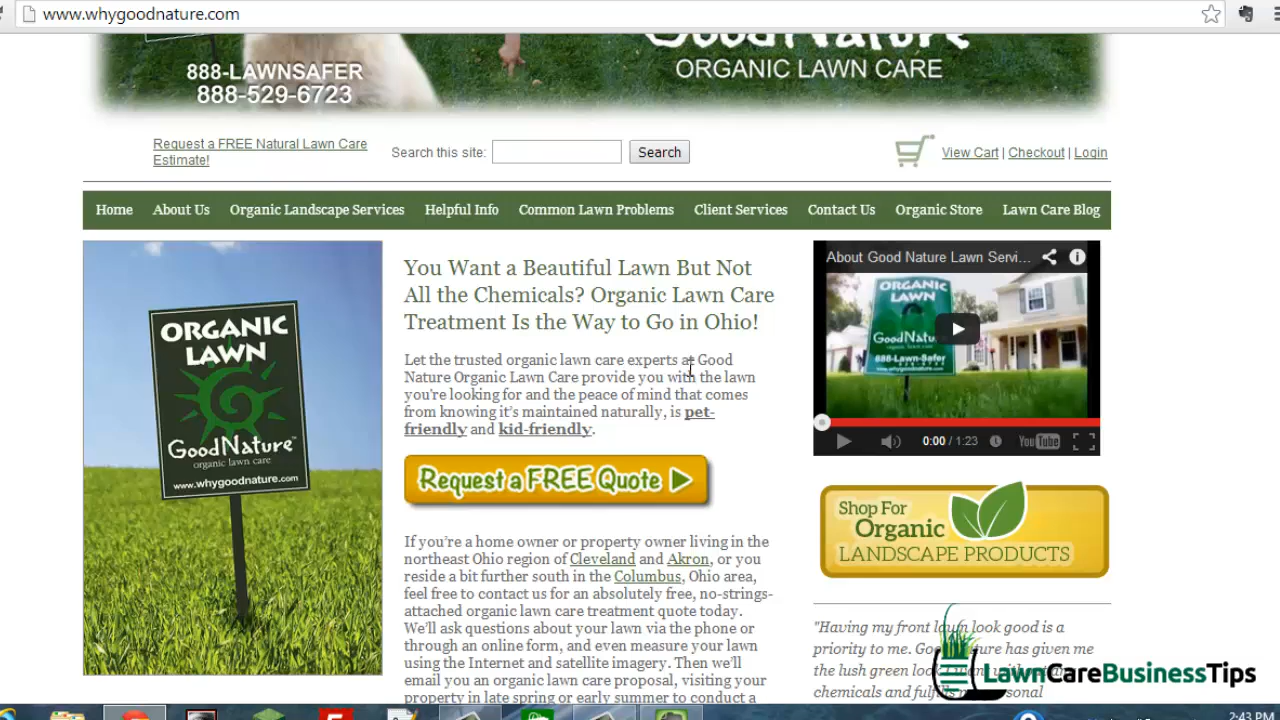 www.whygoodnature.com
GoodNature
888-LAWNSAFER
ORGANIC LAWN CARE
888-529-6723
Request a FREE Natural Lawn Care
Estimate!
Search this site:
Search
View Cart | Checkout | Login
Home About Us Organic Landscape Services Helpful Info Common Lawn Problems Client Services Contact Us Organic Store Lawn Care Blog
ORGANIC
LAWN
GoodNature™
organic lawn care
www.whygoodnature.com
You Want a Beautiful Lawn But Not
All the Chemicals? Organic Lawn Care
Treatment Is the Way to Go in Ohio!
Let the trusted organic lawn care experts at Good
Nature Organic Lawn Care provide you with the lawn
you're looking for and the peace of mind that comes
from knowing it's maintained naturally, is pet-
friendly and kid-friendly.
Request a FREE Quote
If you're a home owner or property owner living in the
northeast Ohio region of Cleveland and Akron, or you
reside a bit further south in the Columbus, Ohio area,
feel free to contact us for an absolutely free, no-strings-
attached organic lawn care treatment quote today.
We'll ask questions about your lawn via the phone or
through an online form, and even measure your lawn
using the Internet and satellite imagery. Then we'll
email you an organic lawn care proposal, visiting your
property in late spring or early summer to conduct a
About Good Nature Lawn Servi...
ORGANIC
LAWN
GoodNature
888-Lawn-Safer
0:00 / 1:23
YouTube
Shop For
Organic
LANDSCAPE PRODUCTS
"Having my front lawn look good is a
priority to me. Good Nature has given me
the lush green look
chemicals and
LawnCareBusinessTips
2:43 PM